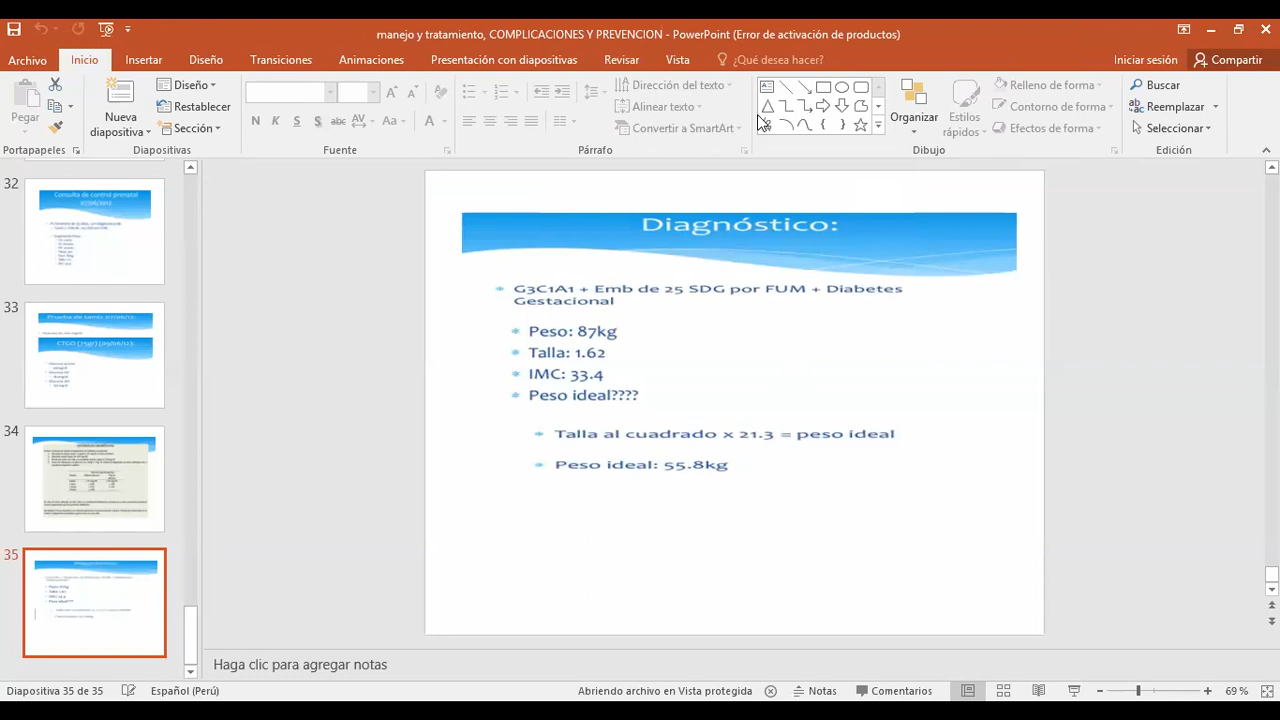 manejo y tratamiento, COMPLICACIONES Y PREVENCION - PowerPoint (Error de activación de productos)
Archivo Inicio Insertar Diseño Transiciones Animaciones Presentación con diapositivas Revisar Vista ¿Qué desea hacer? Iniciar sesión Compartir
Pegar
Nueva diapositiva
Diseño
Restablecer
Sección
Aa
Dirección del texto
Alinear texto
Convertir a SmartArt
Organizar
Estilos rápidos
Relleno de forma
Contorno de forma
Efectos de forma
Buscar
Reemplazar
Seleccionar
Portapapeles Diapositivas Fuente Párrafo Dibujo Edición
32
Consulta de control prenatal
33
34
35
Diagnóstico:
G3C1A1 + Emb de 25 SDG por FUM + Diabetes
Gestacional
Peso: 87kg
Talla: 1.62
IMC: 33.4
Peso ideal????
Talla al cuadrado x 21.3 = peso ideal
Peso ideal: 55.8kg
Haga clic para agregar notas
Diapositiva 35 de 35 Español (Perú) Abriendo archivo en Vista protegida Notas Comentarios 69 %